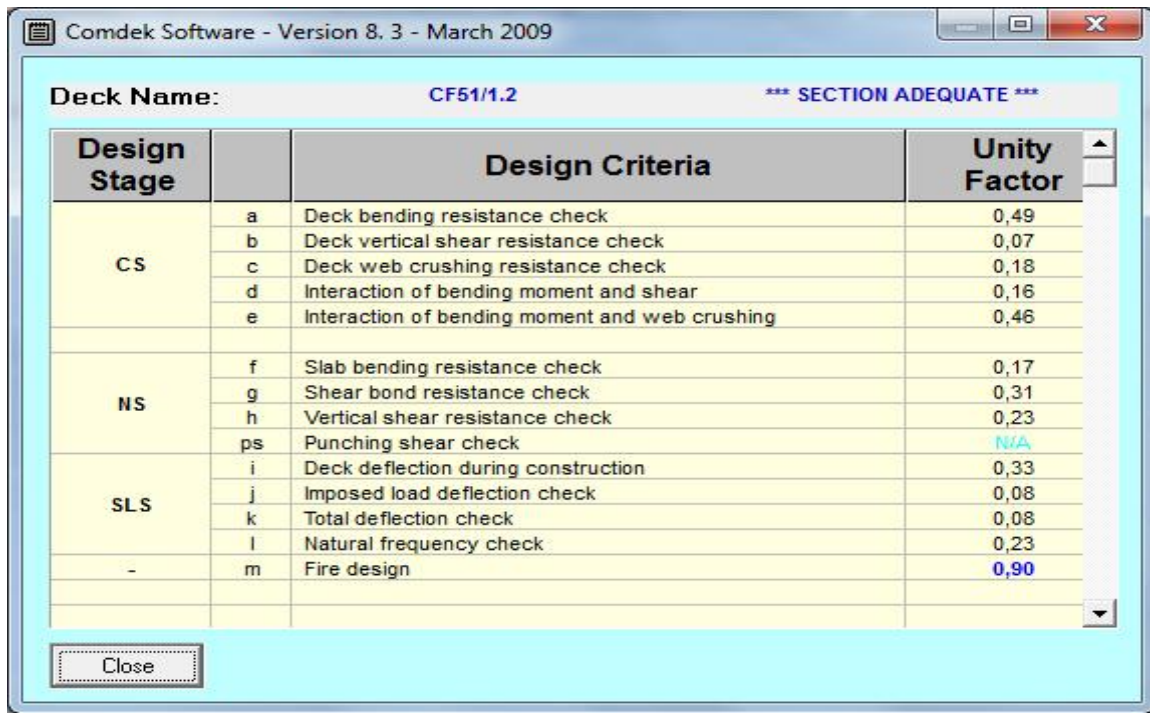 Comdek Software - Version 8. 3 - March 2009
Deck Name: CF51/1.2 *** SECTION ADEQUATE ***
Design Stage Design Criteria Unity Factor
CS
a Deck bending resistance check 0,49
b Deck vertical shear resistance check 0,07
c Deck web crushing resistance check 0,18
d Interaction of bending moment and shear 0,16
e Interaction of bending moment and web crushing 0,46
NS
f Slab bending resistance check 0,17
g Shear bond resistance check 0,31
h Vertical shear resistance check 0,23
ps Punching shear check N/A
SLS
i Deck deflection during construction 0,33
j Imposed load deflection check 0,08
k Total deflection check 0,08
l Natural frequency check 0,23
- m Fire design 0,90
Close